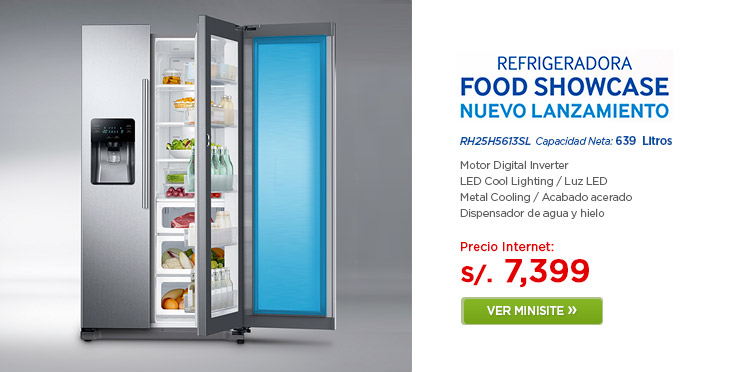 REFRIGERADORA
FOOD SHOWCASE
NUEVO LANZAMIENTO
RH25H5613SL Capacidad Neta: 639 Litros
Motor Digital Inverter
LED Cool Lighting / Luz LED
Metal Cooling / Acabado acerado
Dispensador de agua y hielo
Precio Internet:
S/. 7,399
VER MINISITE »